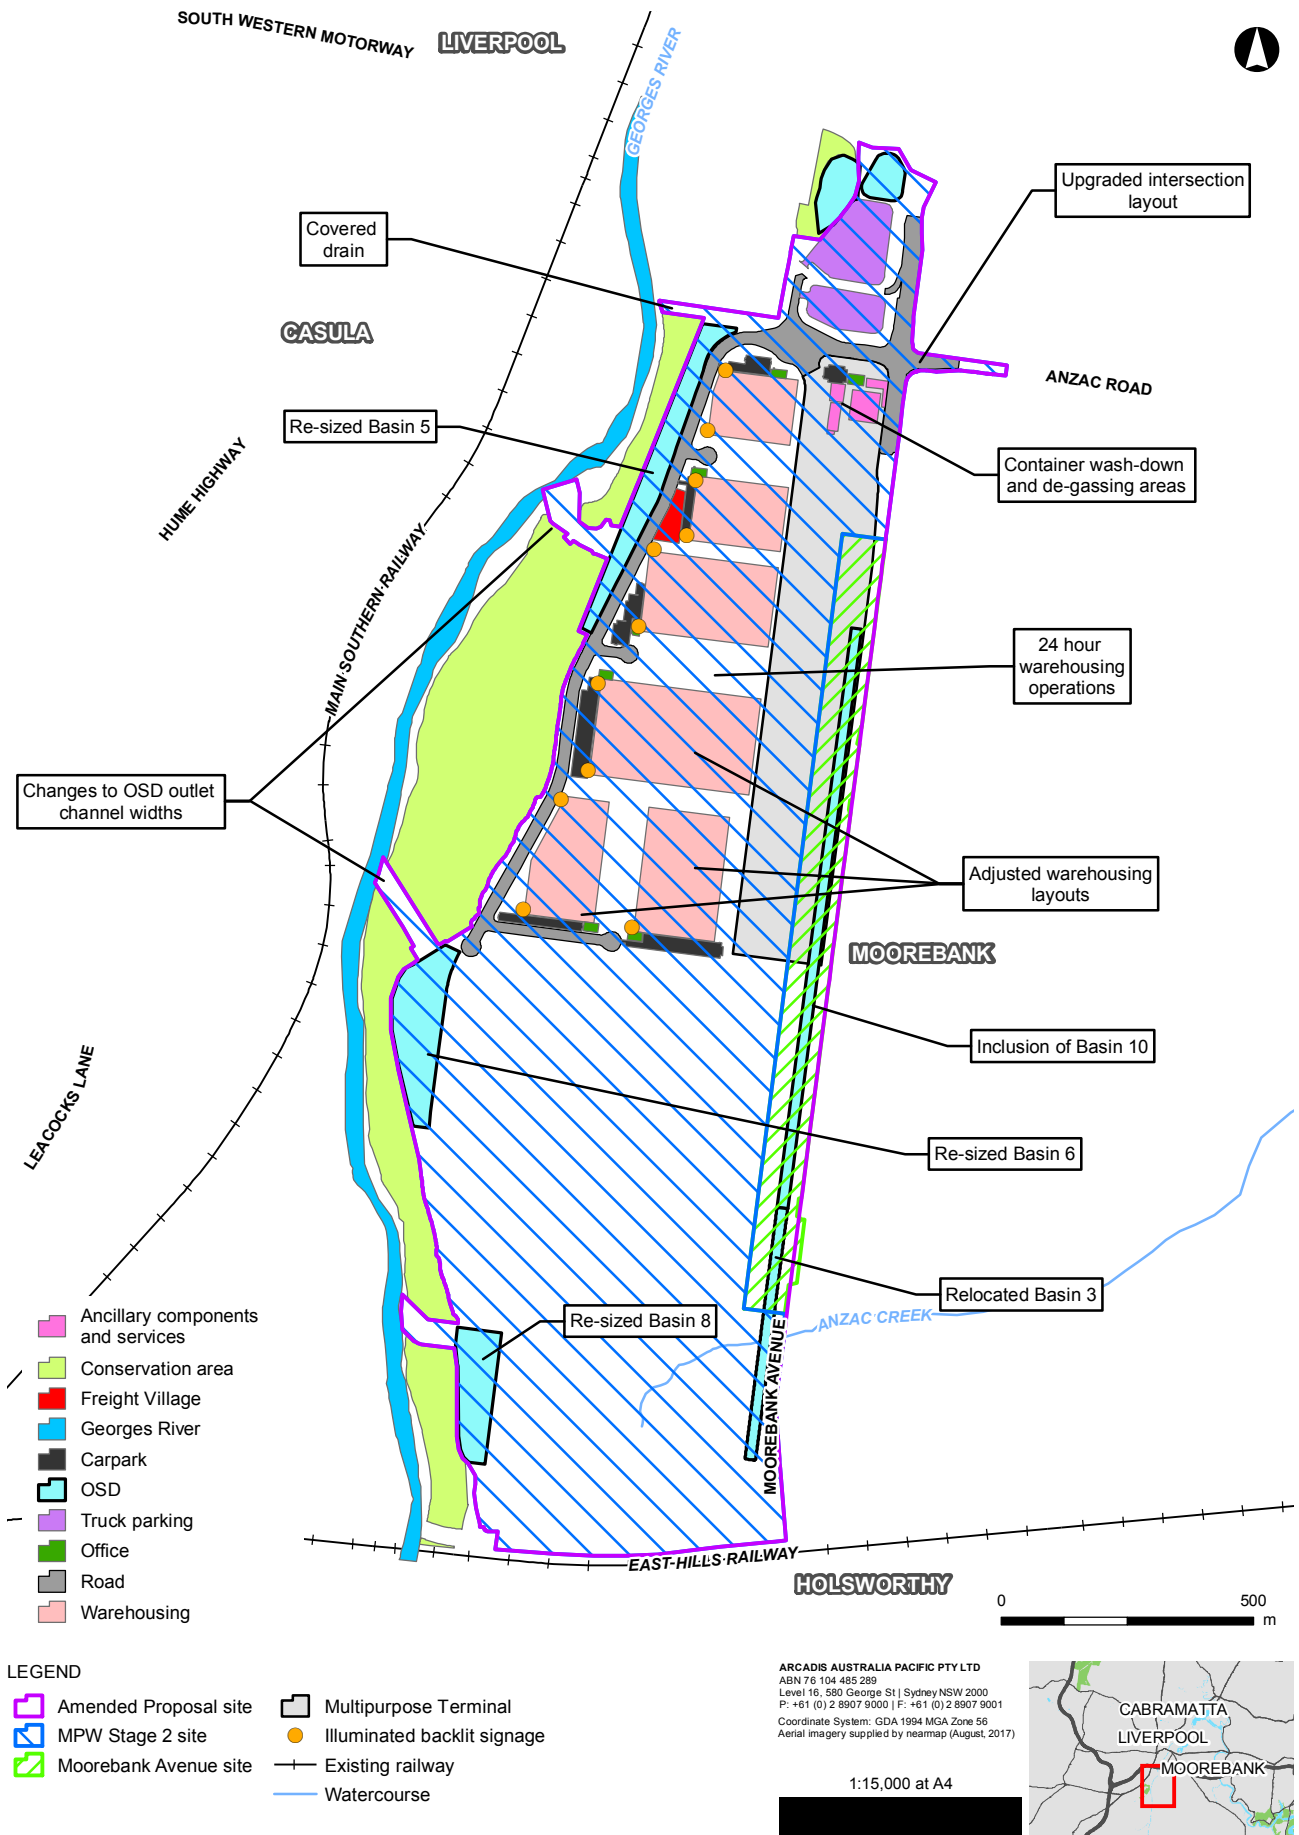 SOUTH WESTERN MOTORWAY
LIVERPOOL
GEORGES RIVER
Upgraded intersection
layout
Covered
drain
CASULA
ANZAC ROAD
Re-sized Basin 5
HUME HIGHWAY
Container wash-down
and de-gassing areas
MAIN SOUTHERN RAILWAY
24 hour
warehousing
operations
Changes to OSD outlet
channel widths
Adjusted warehousing
layouts
MOOREBANK
Inclusion of Basin 10
LEACOCKS LANE
Re-sized Basin 6
Relocated Basin 3
Re-sized Basin 8
ANZAC CREEK
MOOREBANK AVENUE
Ancillary components
and services
Conservation area
Freight Village
Georges River
Carpark
OSD
Truck parking
Office
Road
Warehousing
EAST HILLS RAILWAY
HOLSWORTHY
0 500
m
LEGEND
Amended Proposal site
MPW Stage 2 site
Moorebank Avenue site
Multipurpose Terminal
Illuminated backlit signage
Existing railway
Watercourse
ARCADIS AUSTRALIA PACIFIC PTY LTD
ABN 76 104 485 289
Level 16, 580 George St | Sydney NSW 2000
P: +61 (0) 2 8907 9000 | F: +61 (0) 2 8907 9001
Coordinate System: GDA 1994 MGA Zone 56
Aerial imagery supplied by nearmap (August, 2017)
1:15,000 at A4
CABRAMATTA
LIVERPOOL
MOOREBANK